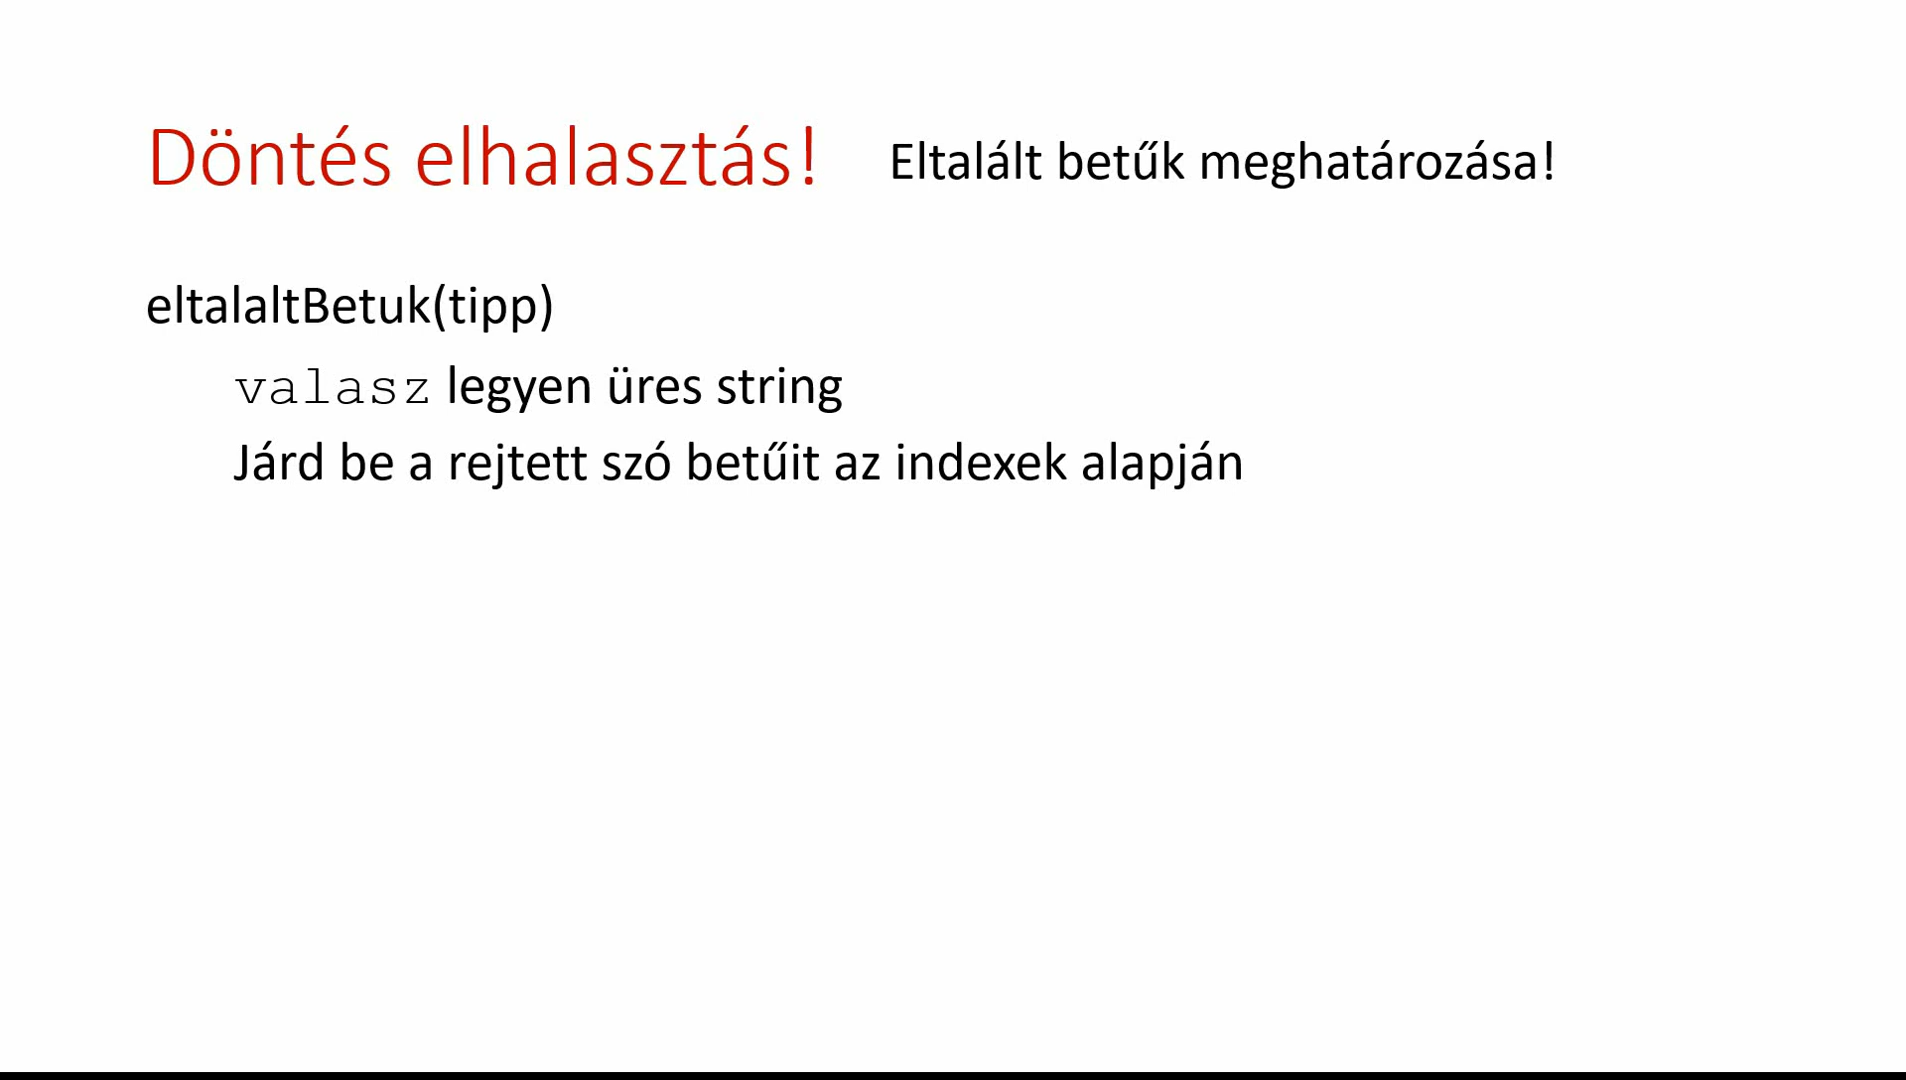 Döntés elhalasztás! Eltalált betűk meghatározása!
eltalaltBetuk(tipp)
valasz legyen üres string
Járd be a rejtett szó betűit az indexek alapján